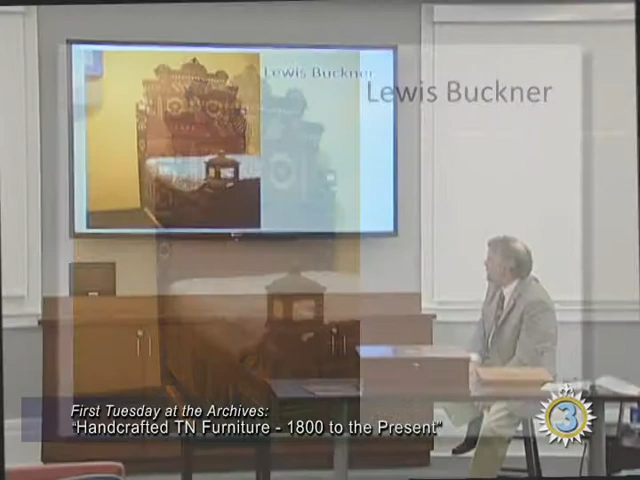 Lewis Buckner
Lewis Buckner
First Tuesday at the Archives:
"Handcrafted TN Furniture - 1800 to the Present"
3